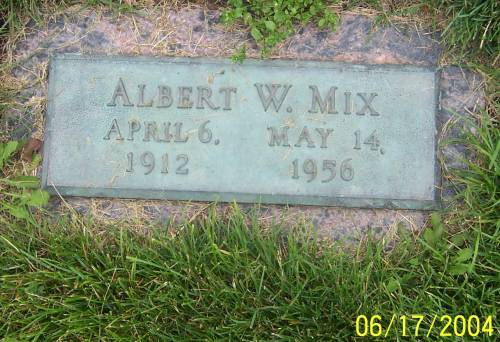 ALBERT W. MIX
APRIL 6, MAY 14,
1912 1956
06/17/2004